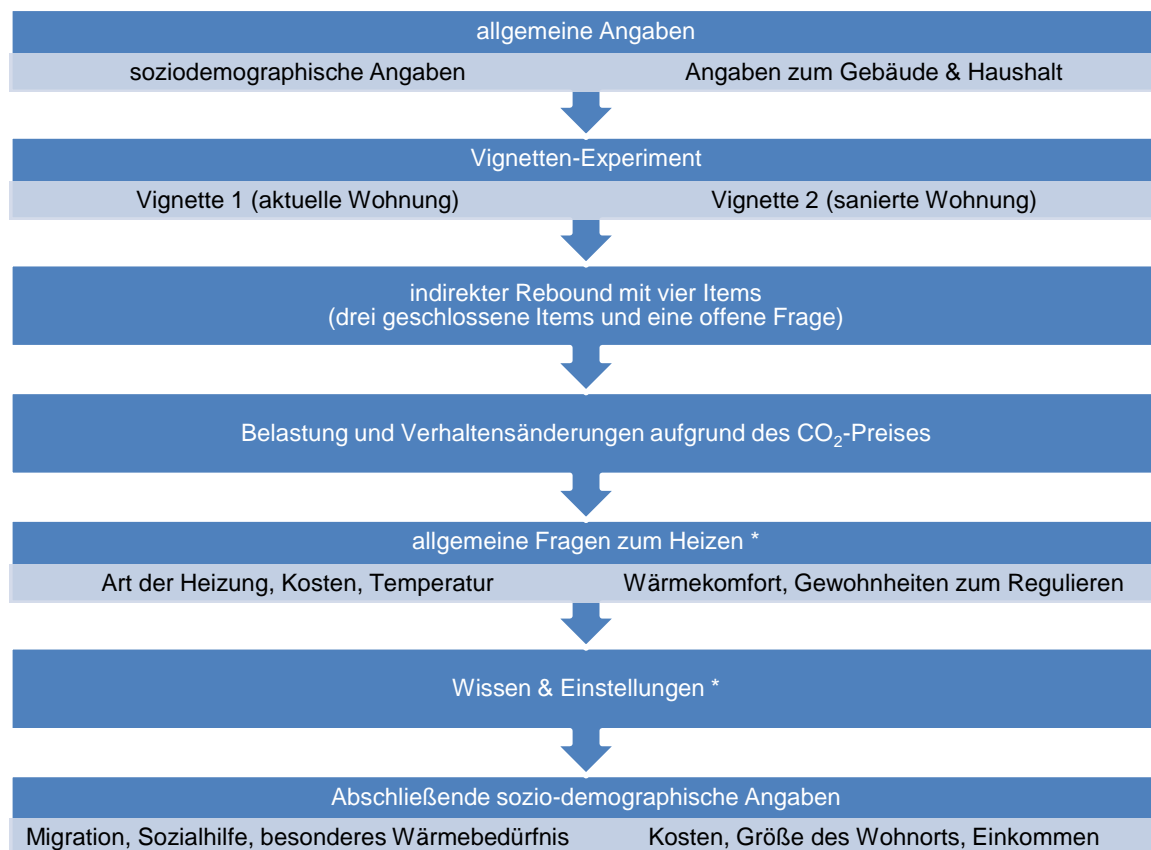 allgemeine Angaben
soziodemographische Angaben
Angaben zum Gebäude & Haushalt
Vignetten-Experiment
Vignette 1 (aktuelle Wohnung)
Vignette 2 (sanierte Wohnung)
indirekter Rebound mit vier Items
(drei geschlossene Items und eine offene Frage)
Belastung und Verhaltensänderungen aufgrund des CO₂-Preises
allgemeine Fragen zum Heizen *
Art der Heizung, Kosten, Temperatur
Wärmekomfort, Gewohnheiten zum Regulieren
Wissen & Einstellungen *
Abschließende sozio-demographische Angaben
Migration, Sozialhilfe, besonderes Wärmebedürfnis
Kosten, Größe des Wohnorts, Einkommen